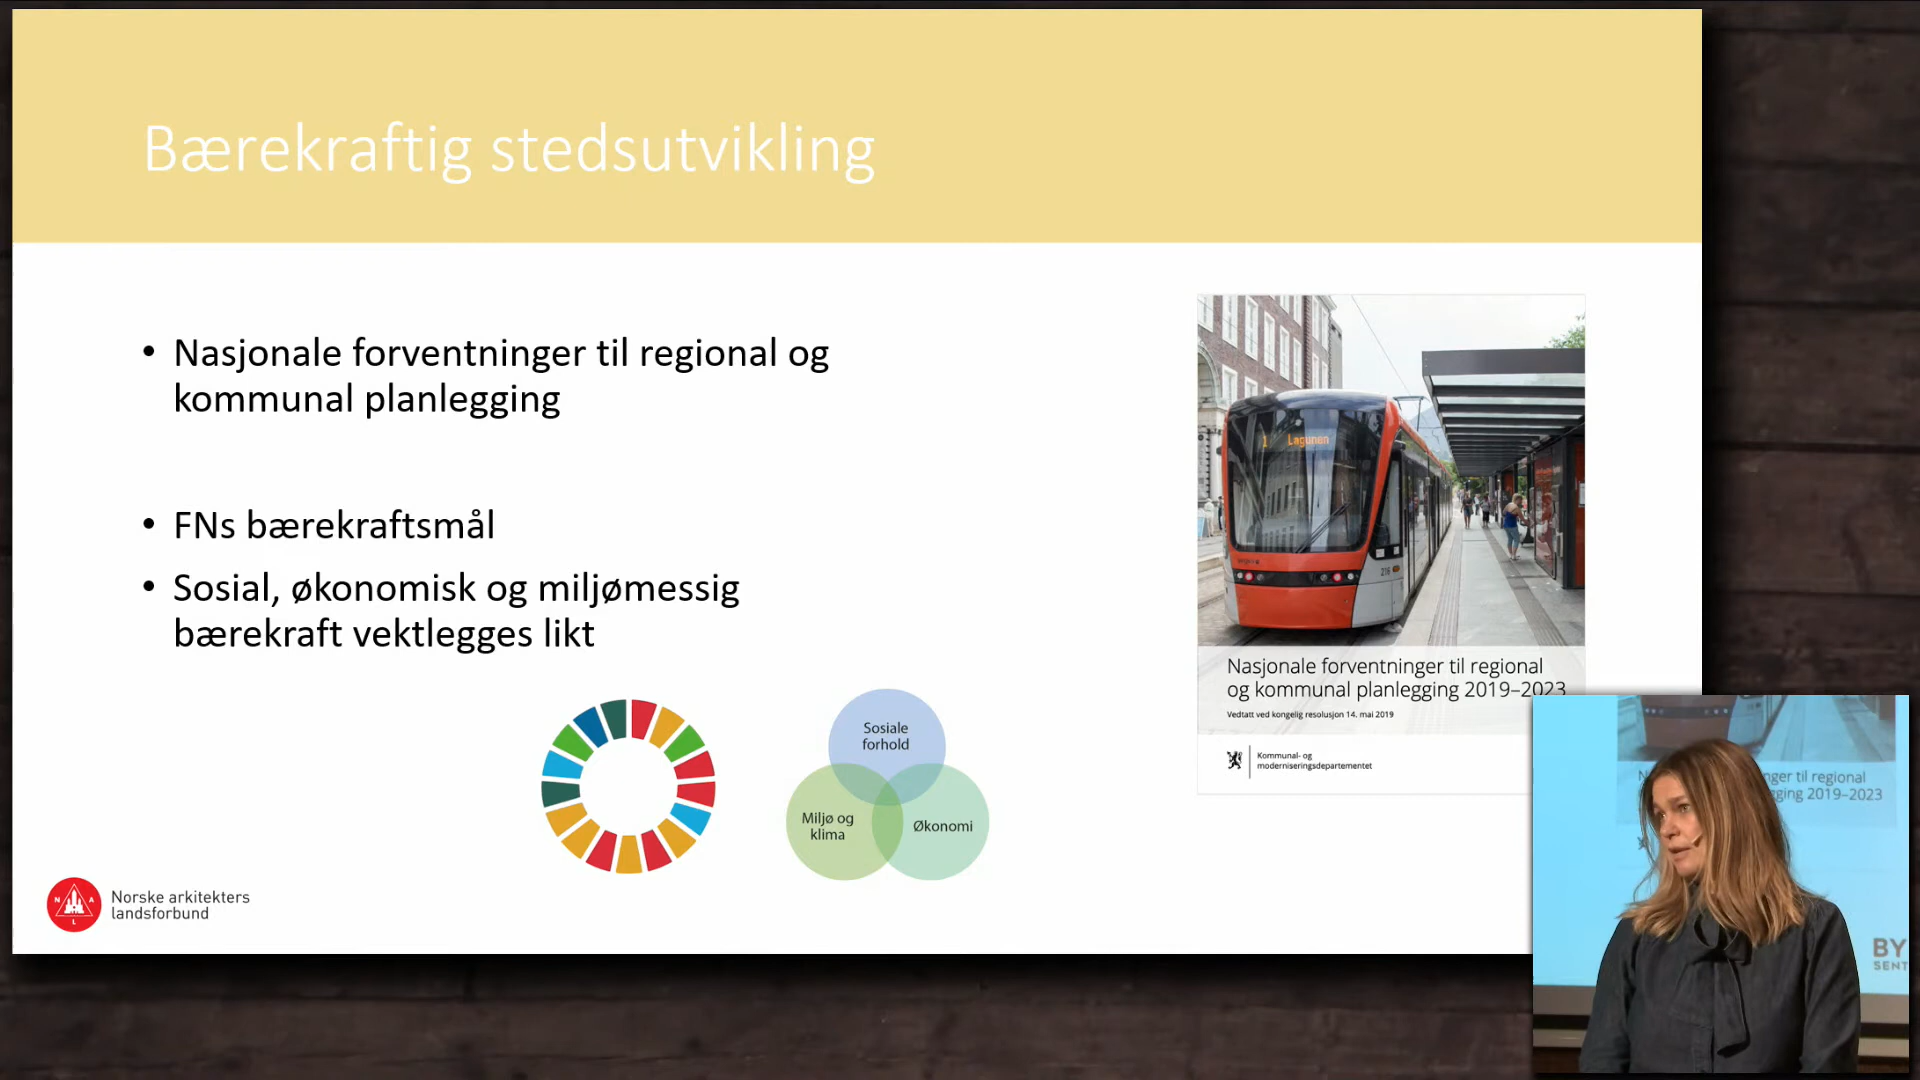 Bærekraftig stedsutvikling
• Nasjonale forventninger til regional og
kommunal planlegging
• FNs bærekraftsmål
• Sosial, økonomisk og miljømessig
bærekraft vektlegges likt
Sosiale
forhold
Miljø og
klima
Økonomi
N A L
Norske arkitekters
landsforbund
1 Lagunen
216
Nasjonale forventninger til regional
og kommunal planlegging 2019–2023
Vedtatt ved kongelig resolusjon 14. mai 2019
Kommunal- og
moderniseringsdepartementet
nger til regional
gging 2019–2023
BY
SENT